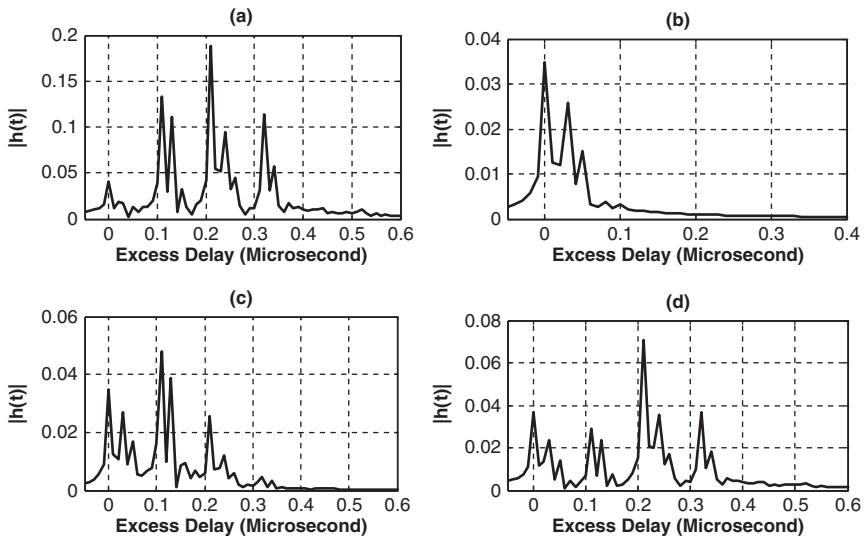 (a)
0.2
0.15
0.1
0.05
0
|h(t)|
0 0.1 0.2 0.3 0.4 0.5 0.6
Excess Delay (Microsecond)
(b)
0.04
0.03
0.02
0.01
0
|h(t)|
0 0.1 0.2 0.3 0.4
Excess Delay (Microsecond)
(c)
0.06
0.04
0.02
0
|h(t)|
0 0.1 0.2 0.3 0.4 0.5 0.6
Excess Delay (Microsecond)
(d)
0.08
0.06
0.04
0.02
0
|h(t)|
0 0.1 0.2 0.3 0.4 0.5 0.6
Excess Delay (Microsecond)